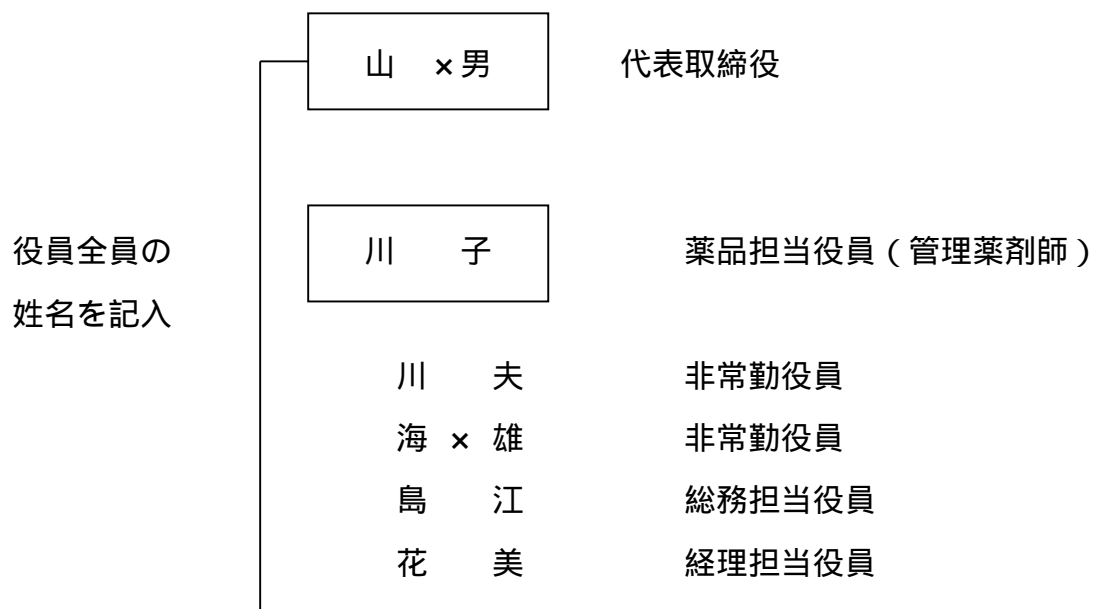 山 ×男 代表取締役
役員全員の
姓名を記入
川 子 薬品担当役員(管理薬剤師)
川 夫 非常勤役員
海 × 雄 非常勤役員
島 江 総務担当役員
花 美 経理担当役員